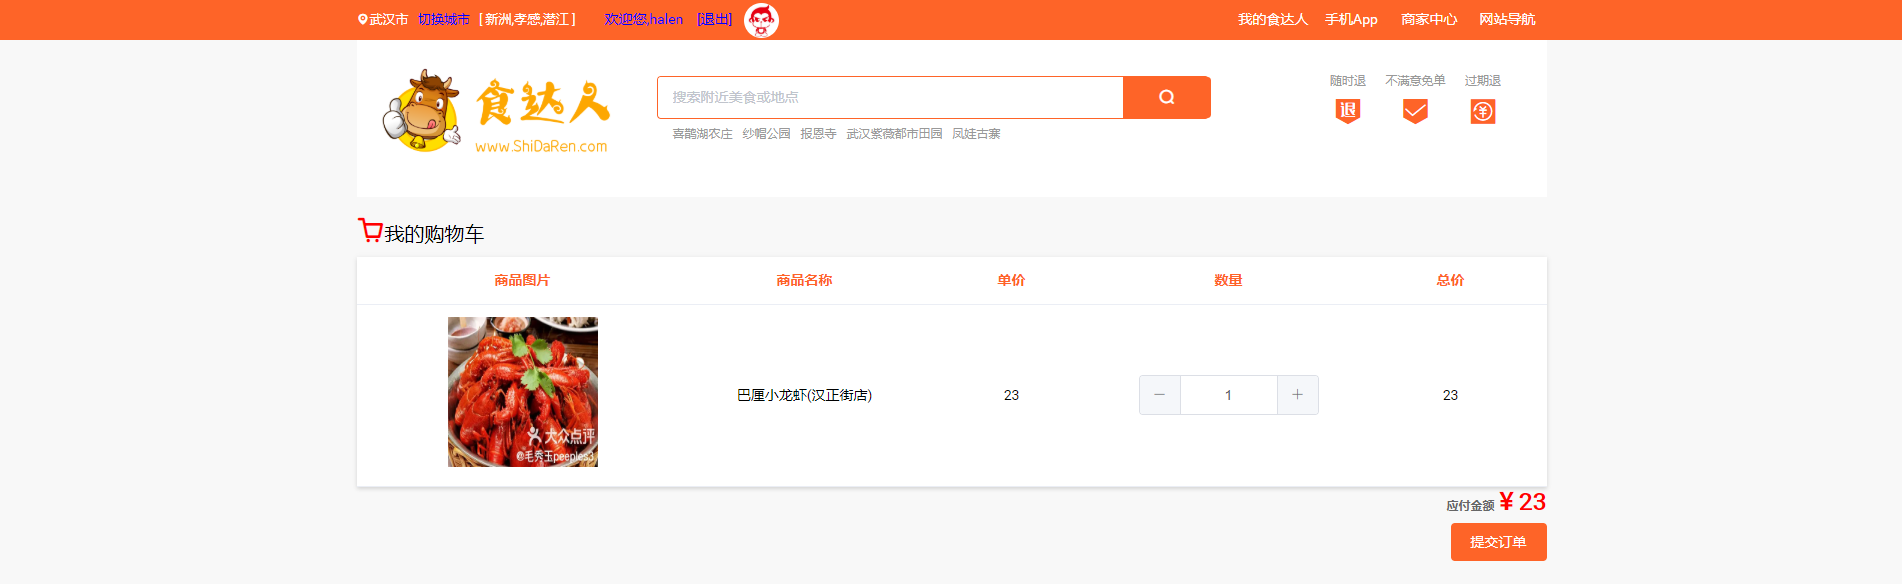 武汉市 切换城市 [ 新洲,孝感,潜江 ] 欢迎您,halen [退出] 我的食达人 手机App 商家中心 网站导航
食达人
www.ShiDaRen.com
搜索附近美食或地点
喜鹊湖农庄 纱帽公园 报恩寺 武汉紫薇都市田园 凤娃古寨
随时退 不满意免单 过期退
退
我的购物车
商品图片 商品名称 单价 数量 总价
大众点评
@毛秀玉peeples3
巴厘小龙虾(汉正街店) 23 − 1 + 23
应付金额 ¥ 23
提交订单